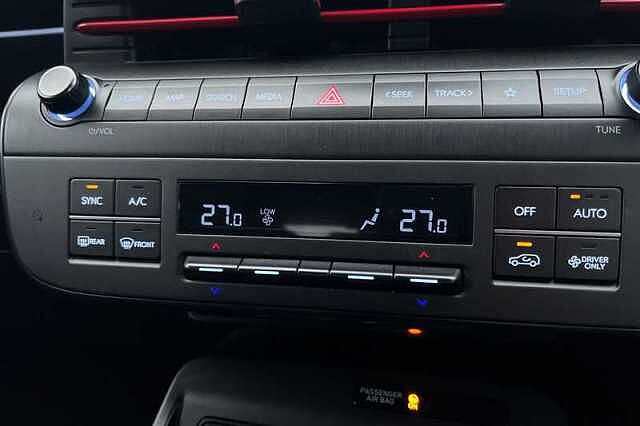 HOME MAP SEARCH MEDIA <SEEK TRACK> SETUP
/VOL TUNE
SYNC A/C
27.0 LOW 27.0
OFF AUTO
REAR FRONT
DRIVER
ONLY
PASSENGER
AIR BAG
ON